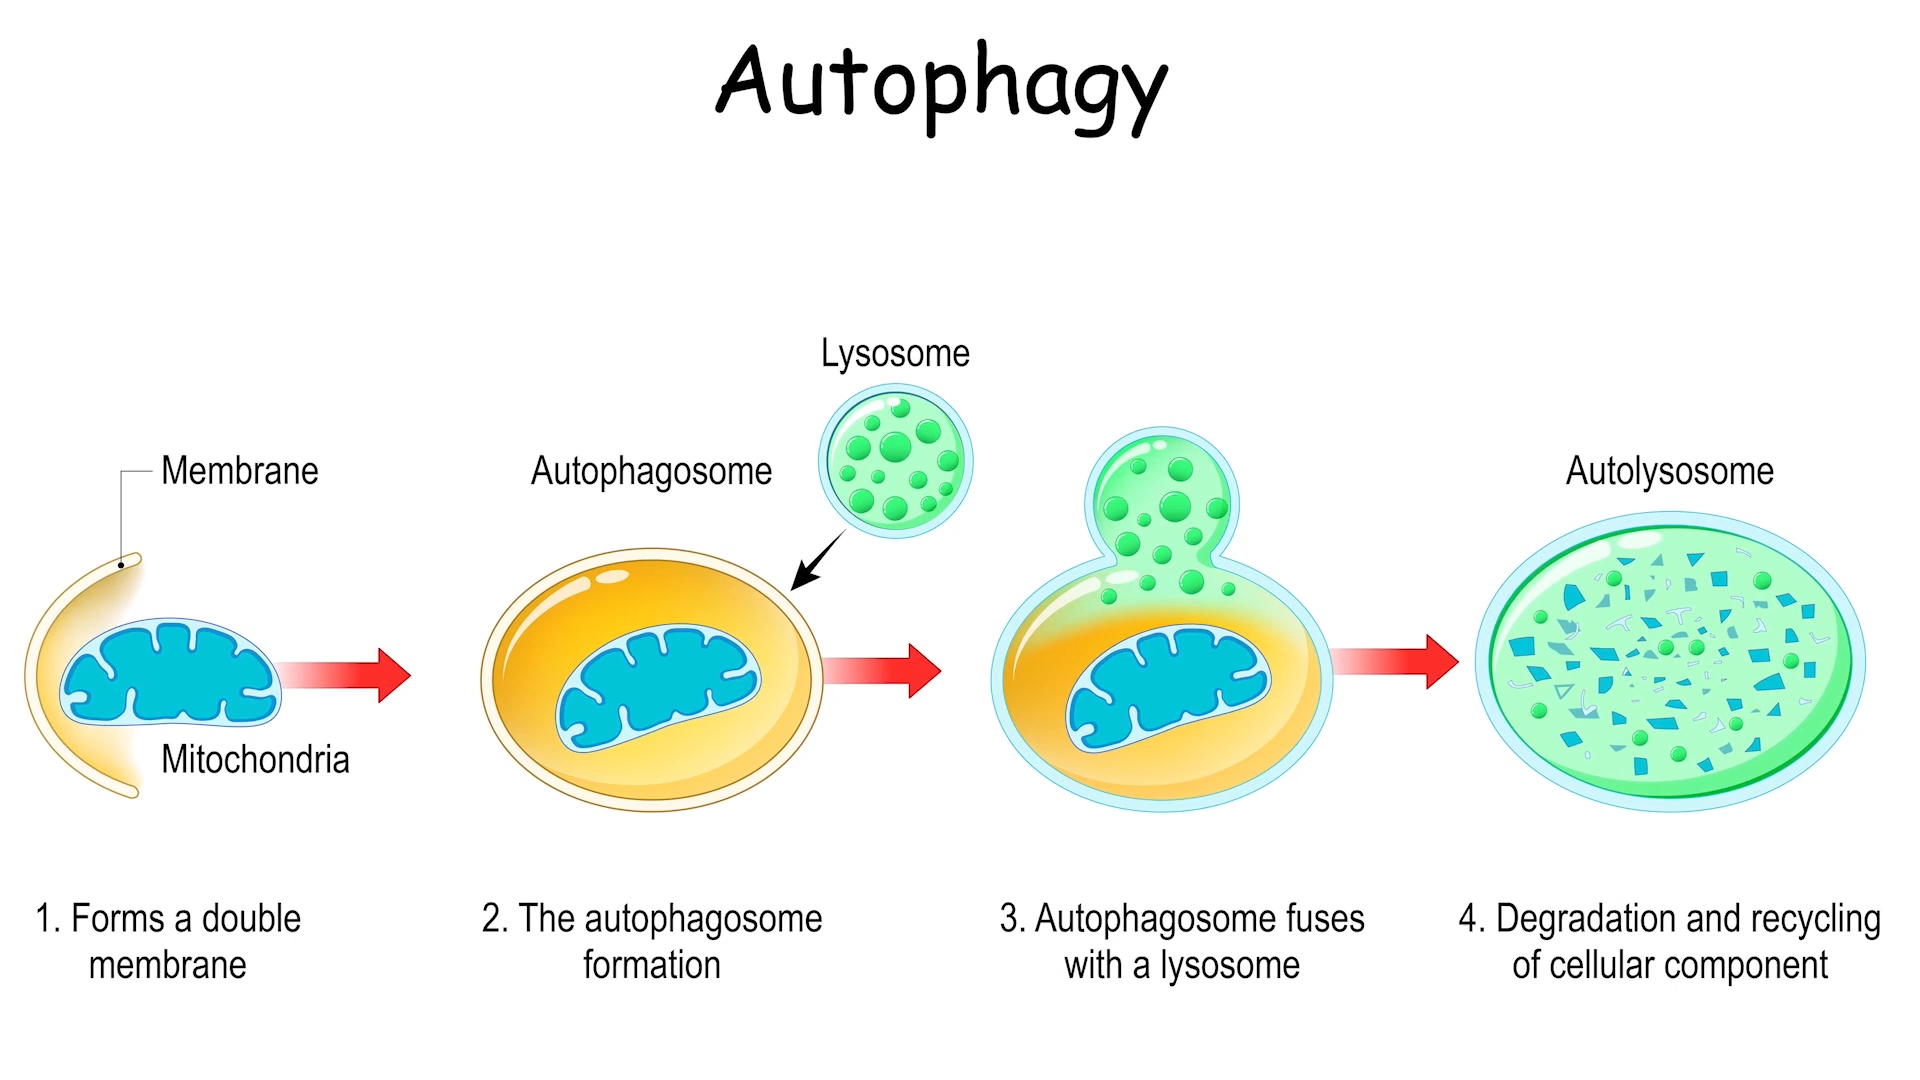 Autophagy
Lysosome
Membrane
Autophagosome
Autolysosome
Mitochondria
1. Forms a double
membrane
2. The autophagosome
formation
3. Autophagosome fuses
with a lysosome
4. Degradation and recycling
of cellular component